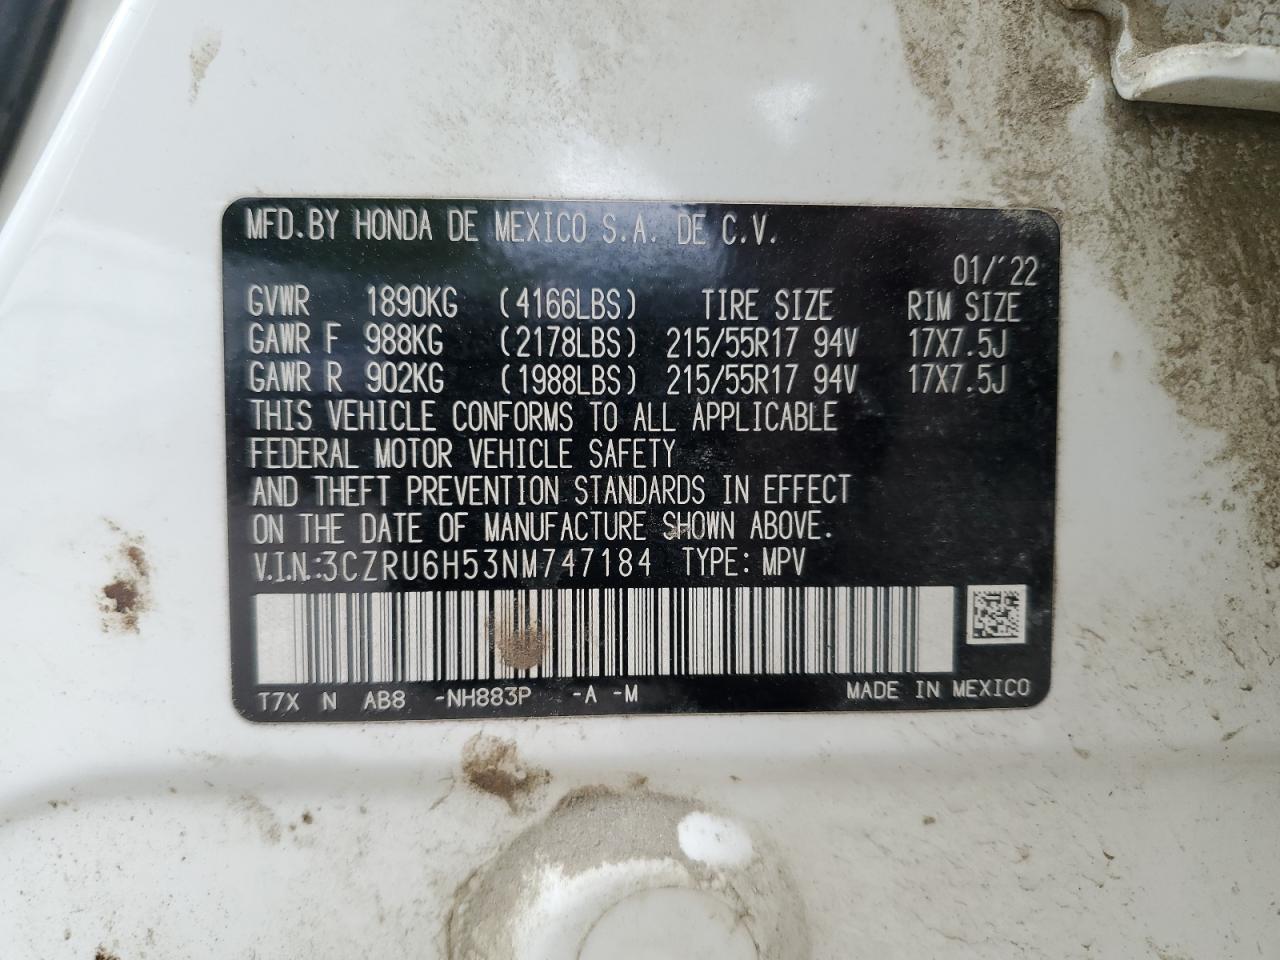 MFD.BY HONDA DE MEXICO S.A. DE C.V.
01/'22
GVWR 1890KG (4166LBS) TIRE SIZE RIM SIZE
GAWR F 988KG (2178LBS) 215/55R17 94V 17X7.5J
GAWR R 902KG (1988LBS) 215/55R17 94V 17X7.5J
THIS VEHICLE CONFORMS TO ALL APPLICABLE
FEDERAL MOTOR VEHICLE SAFETY
AND THEFT PREVENTION STANDARDS IN EFFECT
ON THE DATE OF MANUFACTURE SHOWN ABOVE.
V.I.N.:3CZRU6H53NM747184 TYPE: MPV
T7X N AB8 -NH883P -A -M MADE IN MEXICO